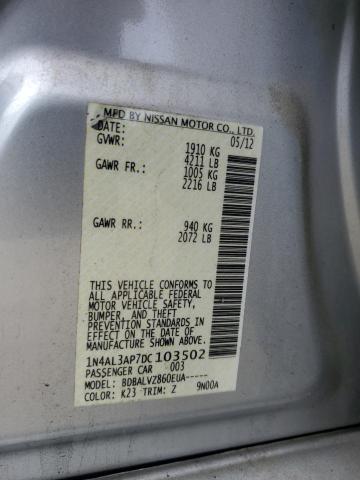 MFD BY NISSAN MOTOR CO., LTD
DATE: 05/12
GVWR: 1910 KG
4211 LB
GAWR FR.: 1005 KG
2216 LB
GAWR RR.: 940 KG
2072 LB
THIS VEHICLE CONFORMS TO
ALL APPLICABLE FEDERAL
MOTOR VEHICLE SAFETY,
BUMPER, AND THEFT
PREVENTION STANDARDS IN
EFFECT ON THE DATE OF
MANUFACTURE SHOWN ABOVE.
1N4AL3AP7DC 103502
PASSENGER CAR 003
MODEL: BDBALVZ860EUA-----
COLOR: K23 TRIM: Z 9N00A